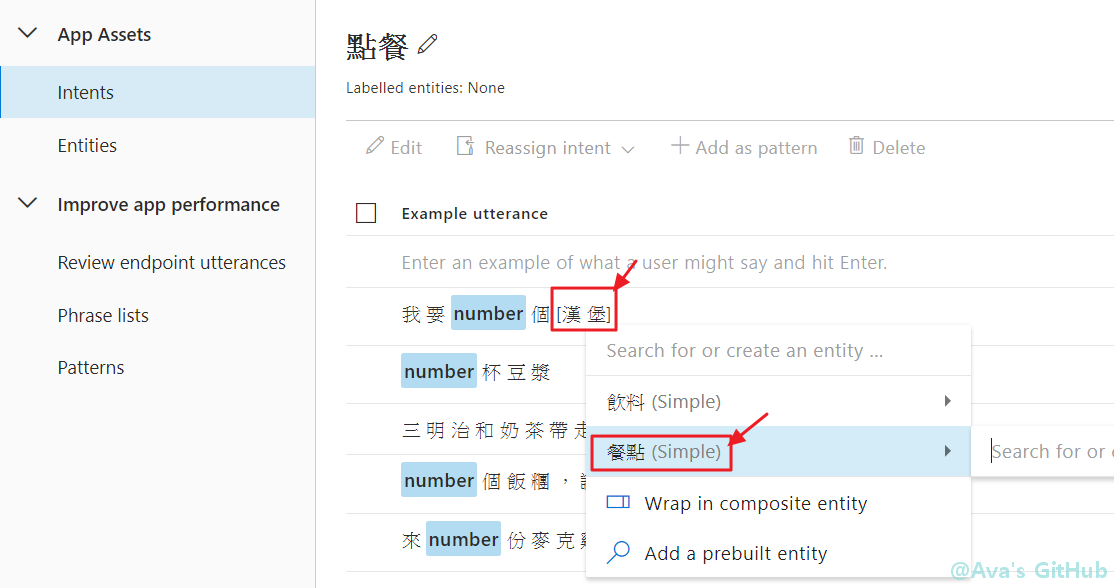 App Assets
Intents
Entities
Improve app performance
Review endpoint utterances
Phrase lists
Patterns
點餐
Labelled entities: None
Edit Reassign intent Add as pattern Delete
Example utterance
Enter an example of what a user might say and hit Enter.
我 要 number 個 [漢 堡]
number 杯 豆 漿
三 明 治 和 奶 茶 帶 走
number 個 飯 糰 ，
來 number 份 麥 克
Search for or create an entity ...
飲料 (Simple)
餐點 (Simple)
Search for or
Wrap in composite entity
Add a prebuilt entity
@Ava's GitHub